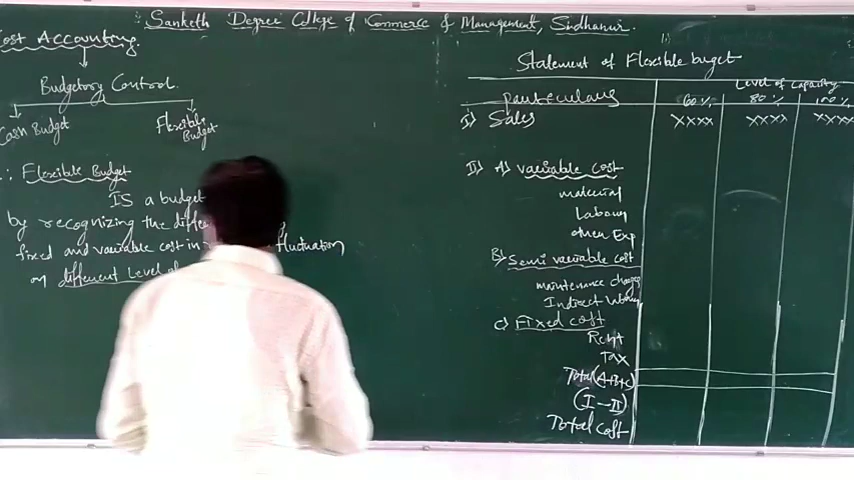 Sanketh Degree College of Commerce & Management, Sindhanur.
Cost Accounting.
Budgetory Control.
Cash Budget
Flexible Budget
Flexible Budget
IS a budget
by recognizing the
fixed and variable cost in fluctuation
on different Level of
Statement of Flexible buget
Particulars Level of Capacity
60% 80% 100%
I) Sales xxxx xxxx xxxx
II) A) variable cost
material
Labour
other Exp
B) Semi variable cost
maintenance charges
Indirect
C) Fixed cost
Rent
Tax
Total (A+B+C)
(I - II)
Total cost